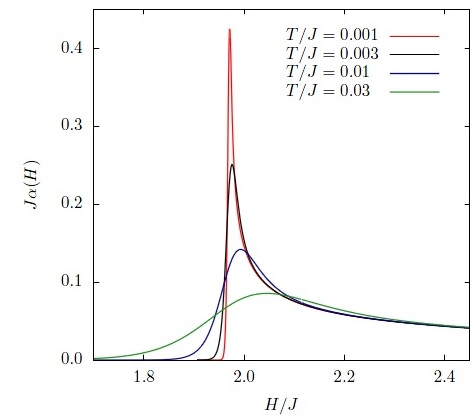 0.4
0.3
0.2
0.1
0.0
Jα(H)
T/J = 0.001
T/J = 0.003
T/J = 0.01
T/J = 0.03
1.8 2.0 2.2 2.4
H/J